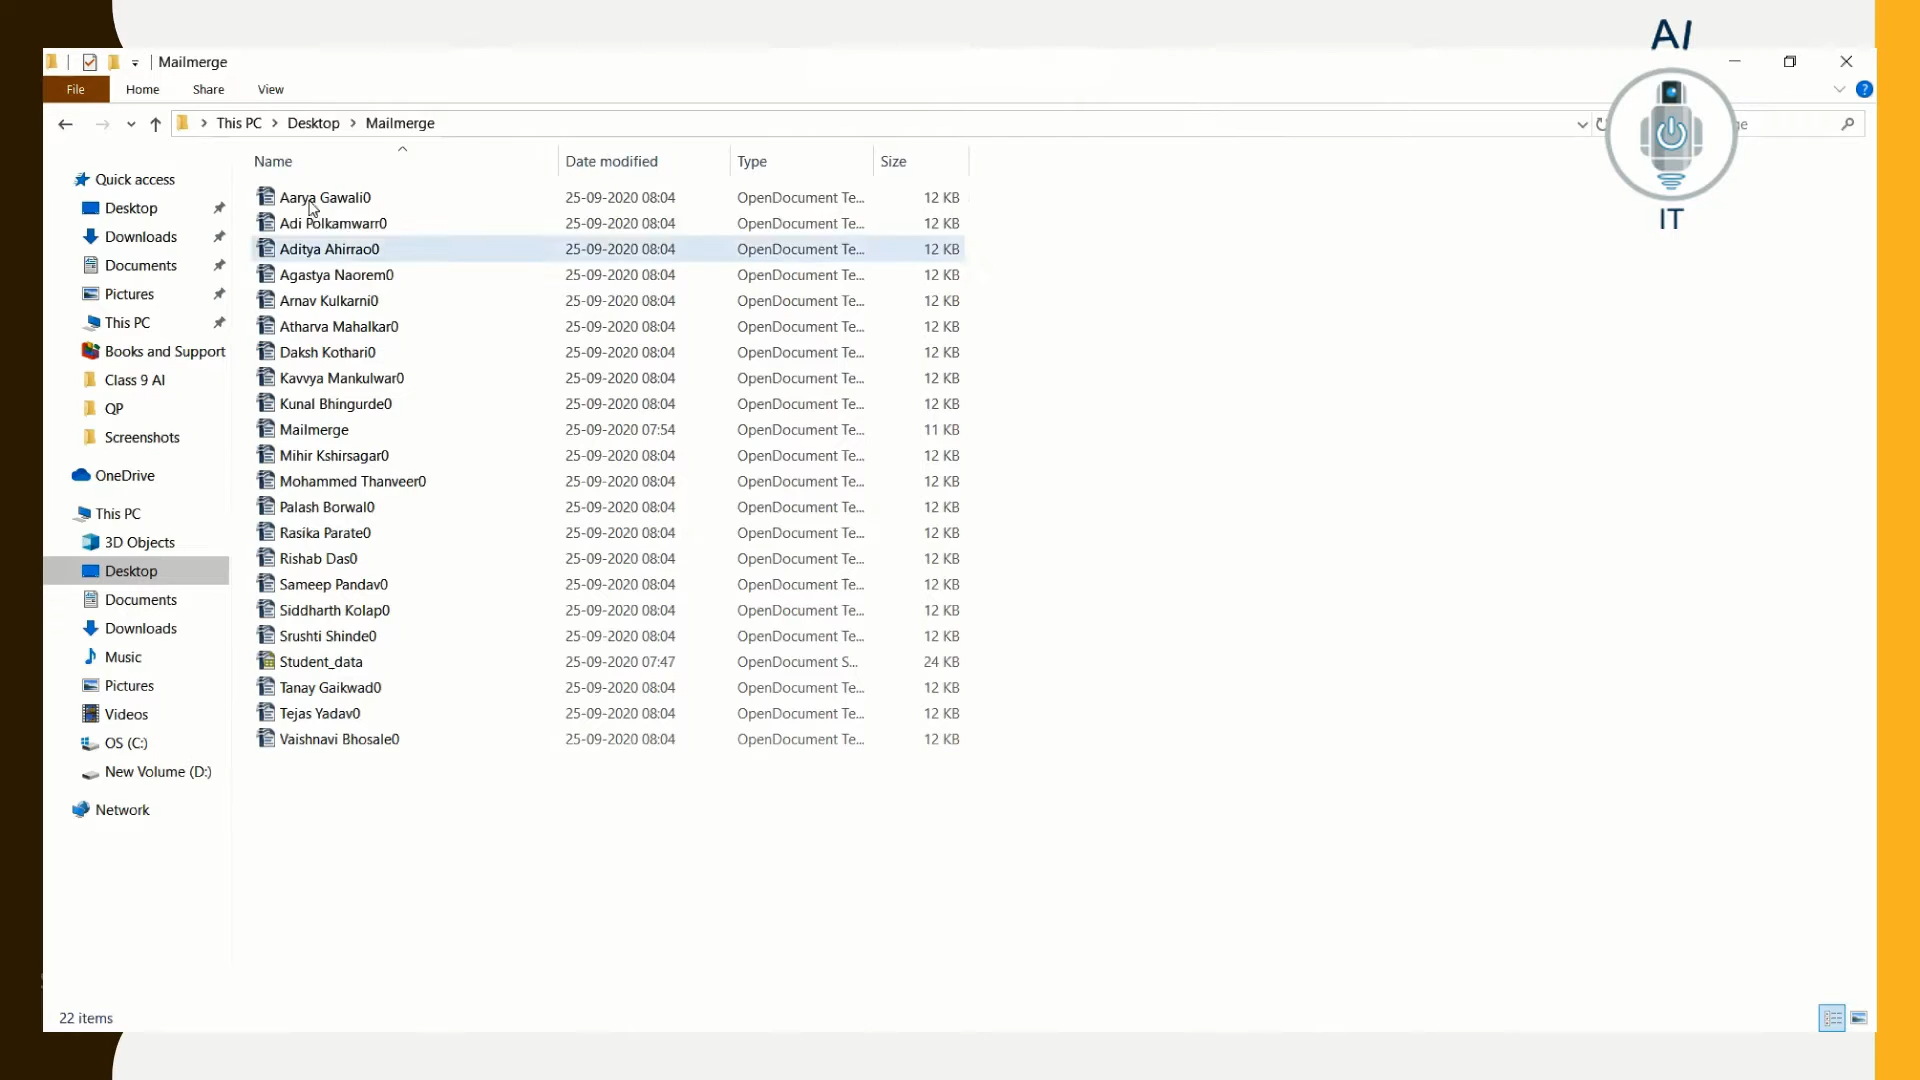 AI
Mailmerge
File Home Share View
This PC > Desktop > Mailmerge
IT
Name Date modified Type Size
Quick access
Desktop
Downloads
Documents
Pictures
This PC
Books and Support
Class 9 AI
QP
Screenshots
OneDrive
This PC
3D Objects
Desktop
Documents
Downloads
Music
Pictures
Videos
OS (C:)
New Volume (D:)
Network
Aarya Gawali0 25-09-2020 08:04 OpenDocument Te... 12 KB
Adi Polkamwarr0 25-09-2020 08:04 OpenDocument Te... 12 KB
Aditya Ahirrao0 25-09-2020 08:04 OpenDocument Te... 12 KB
Agastya Naorem0 25-09-2020 08:04 OpenDocument Te... 12 KB
Arnav Kulkarni0 25-09-2020 08:04 OpenDocument Te... 12 KB
Atharva Mahalkar0 25-09-2020 08:04 OpenDocument Te... 12 KB
Daksh Kothari0 25-09-2020 08:04 OpenDocument Te... 12 KB
Kavvya Mankulwar0 25-09-2020 08:04 OpenDocument Te... 12 KB
Kunal Bhingurde0 25-09-2020 08:04 OpenDocument Te... 12 KB
Mailmerge 25-09-2020 07:54 OpenDocument Te... 11 KB
Mihir Kshirsagar0 25-09-2020 08:04 OpenDocument Te... 12 KB
Mohammed Thanveer0 25-09-2020 08:04 OpenDocument Te... 12 KB
Palash Borwal0 25-09-2020 08:04 OpenDocument Te... 12 KB
Rasika Parate0 25-09-2020 08:04 OpenDocument Te... 12 KB
Rishab Das0 25-09-2020 08:04 OpenDocument Te... 12 KB
Sameep Pandav0 25-09-2020 08:04 OpenDocument Te... 12 KB
Siddharth Kolap0 25-09-2020 08:04 OpenDocument Te... 12 KB
Srushti Shinde0 25-09-2020 08:04 OpenDocument Te... 12 KB
Student_data 25-09-2020 07:47 OpenDocument S... 24 KB
Tanay Gaikwad0 25-09-2020 08:04 OpenDocument Te... 12 KB
Tejas Yadav0 25-09-2020 08:04 OpenDocument Te... 12 KB
Vaishnavi Bhosale0 25-09-2020 08:04 OpenDocument Te... 12 KB
22 items